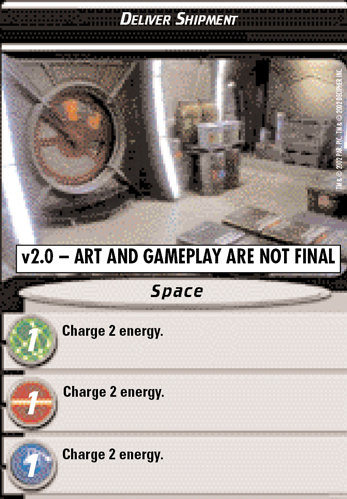 Deliver Shipment
v2.0 – ART AND GAMEPLAY ARE NOT FINAL
Space
1
Charge 2 energy.
1
Charge 2 energy.
1
Charge 2 energy.